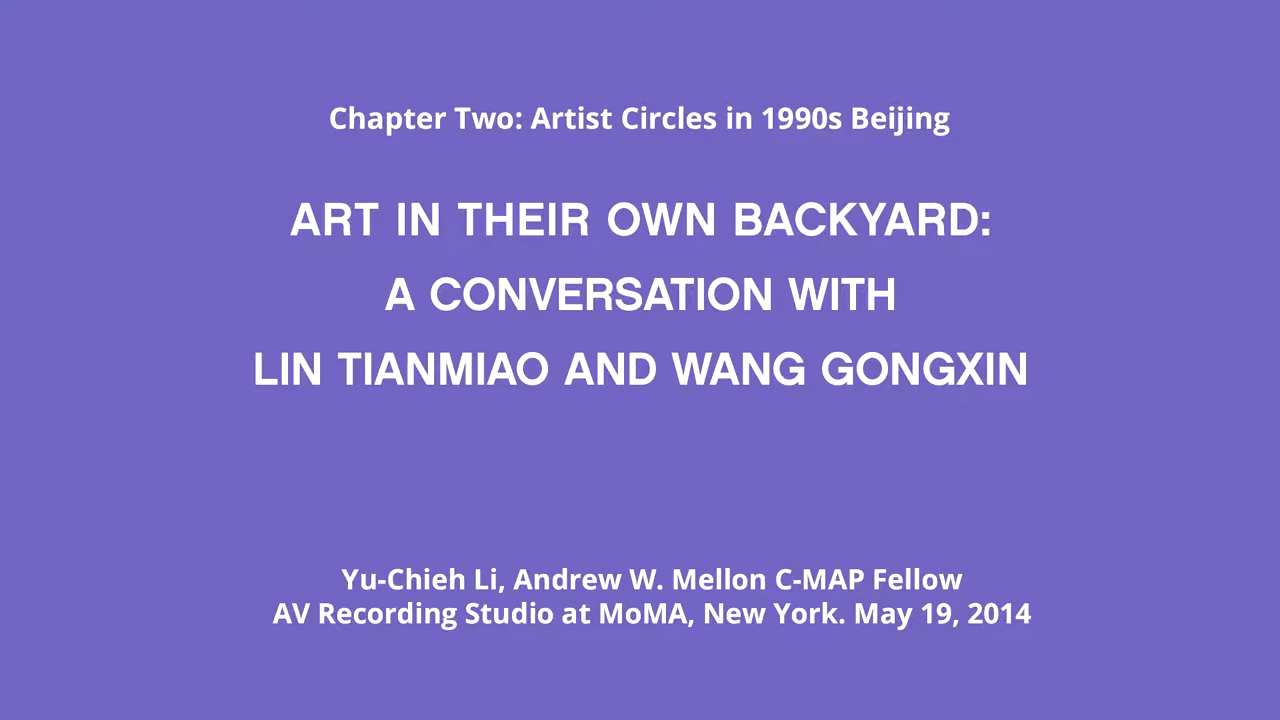 Chapter Two: Artist Circles in 1990s Beijing
ART IN THEIR OWN BACKYARD:
A CONVERSATION WITH
LIN TIANMIAO AND WANG GONGXIN
Yu-Chieh Li, Andrew W. Mellon C-MAP Fellow
AV Recording Studio at MoMA, New York. May 19, 2014